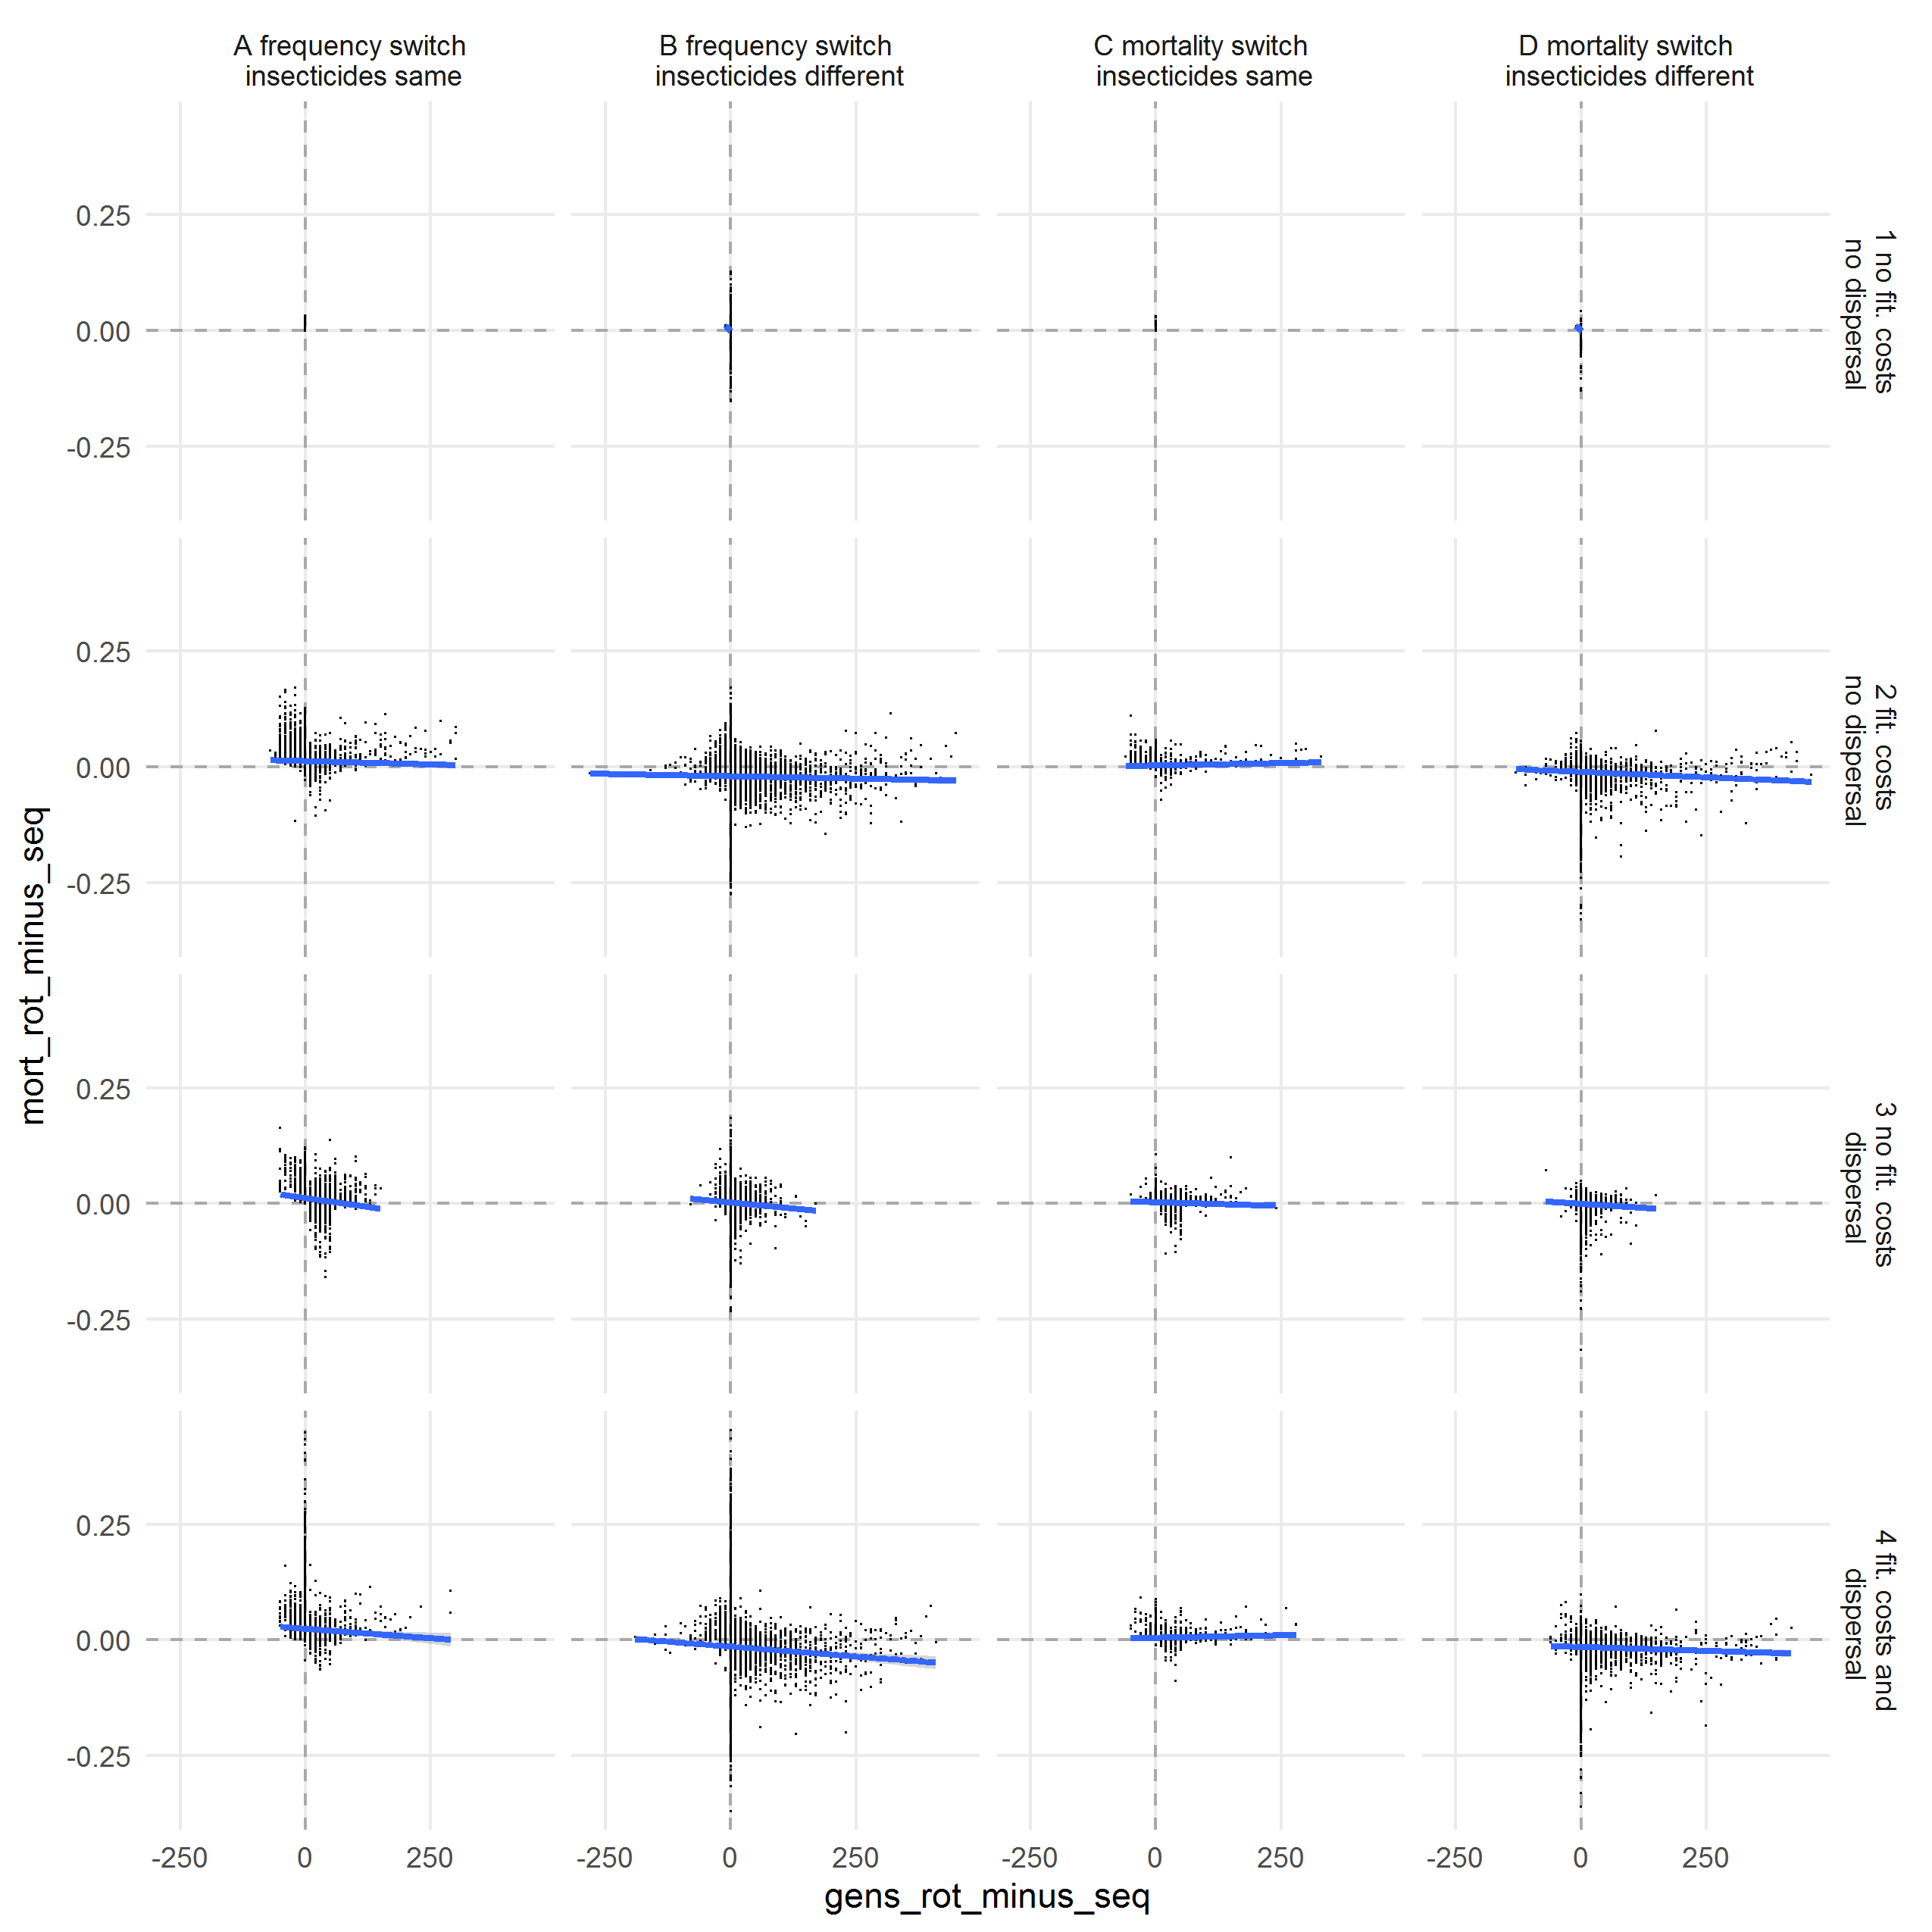 A frequency switch
insecticides same
B frequency switch
insecticides different
C mortality switch
insecticides same
D mortality switch
insecticides different
0.25
0.00
-0.25
1 no fit. costs
no dispersal
0.25
0.00
-0.25
2 fit. costs
no dispersal
0.25
0.00
-0.25
3 no fit. costs
dispersal
0.25
0.00
-0.25
4 fit. costs and
dispersal
mort_rot_minus_seq
-250 0 250
-250 0 250
-250 0 250
-250 0 250
gens_rot_minus_seq